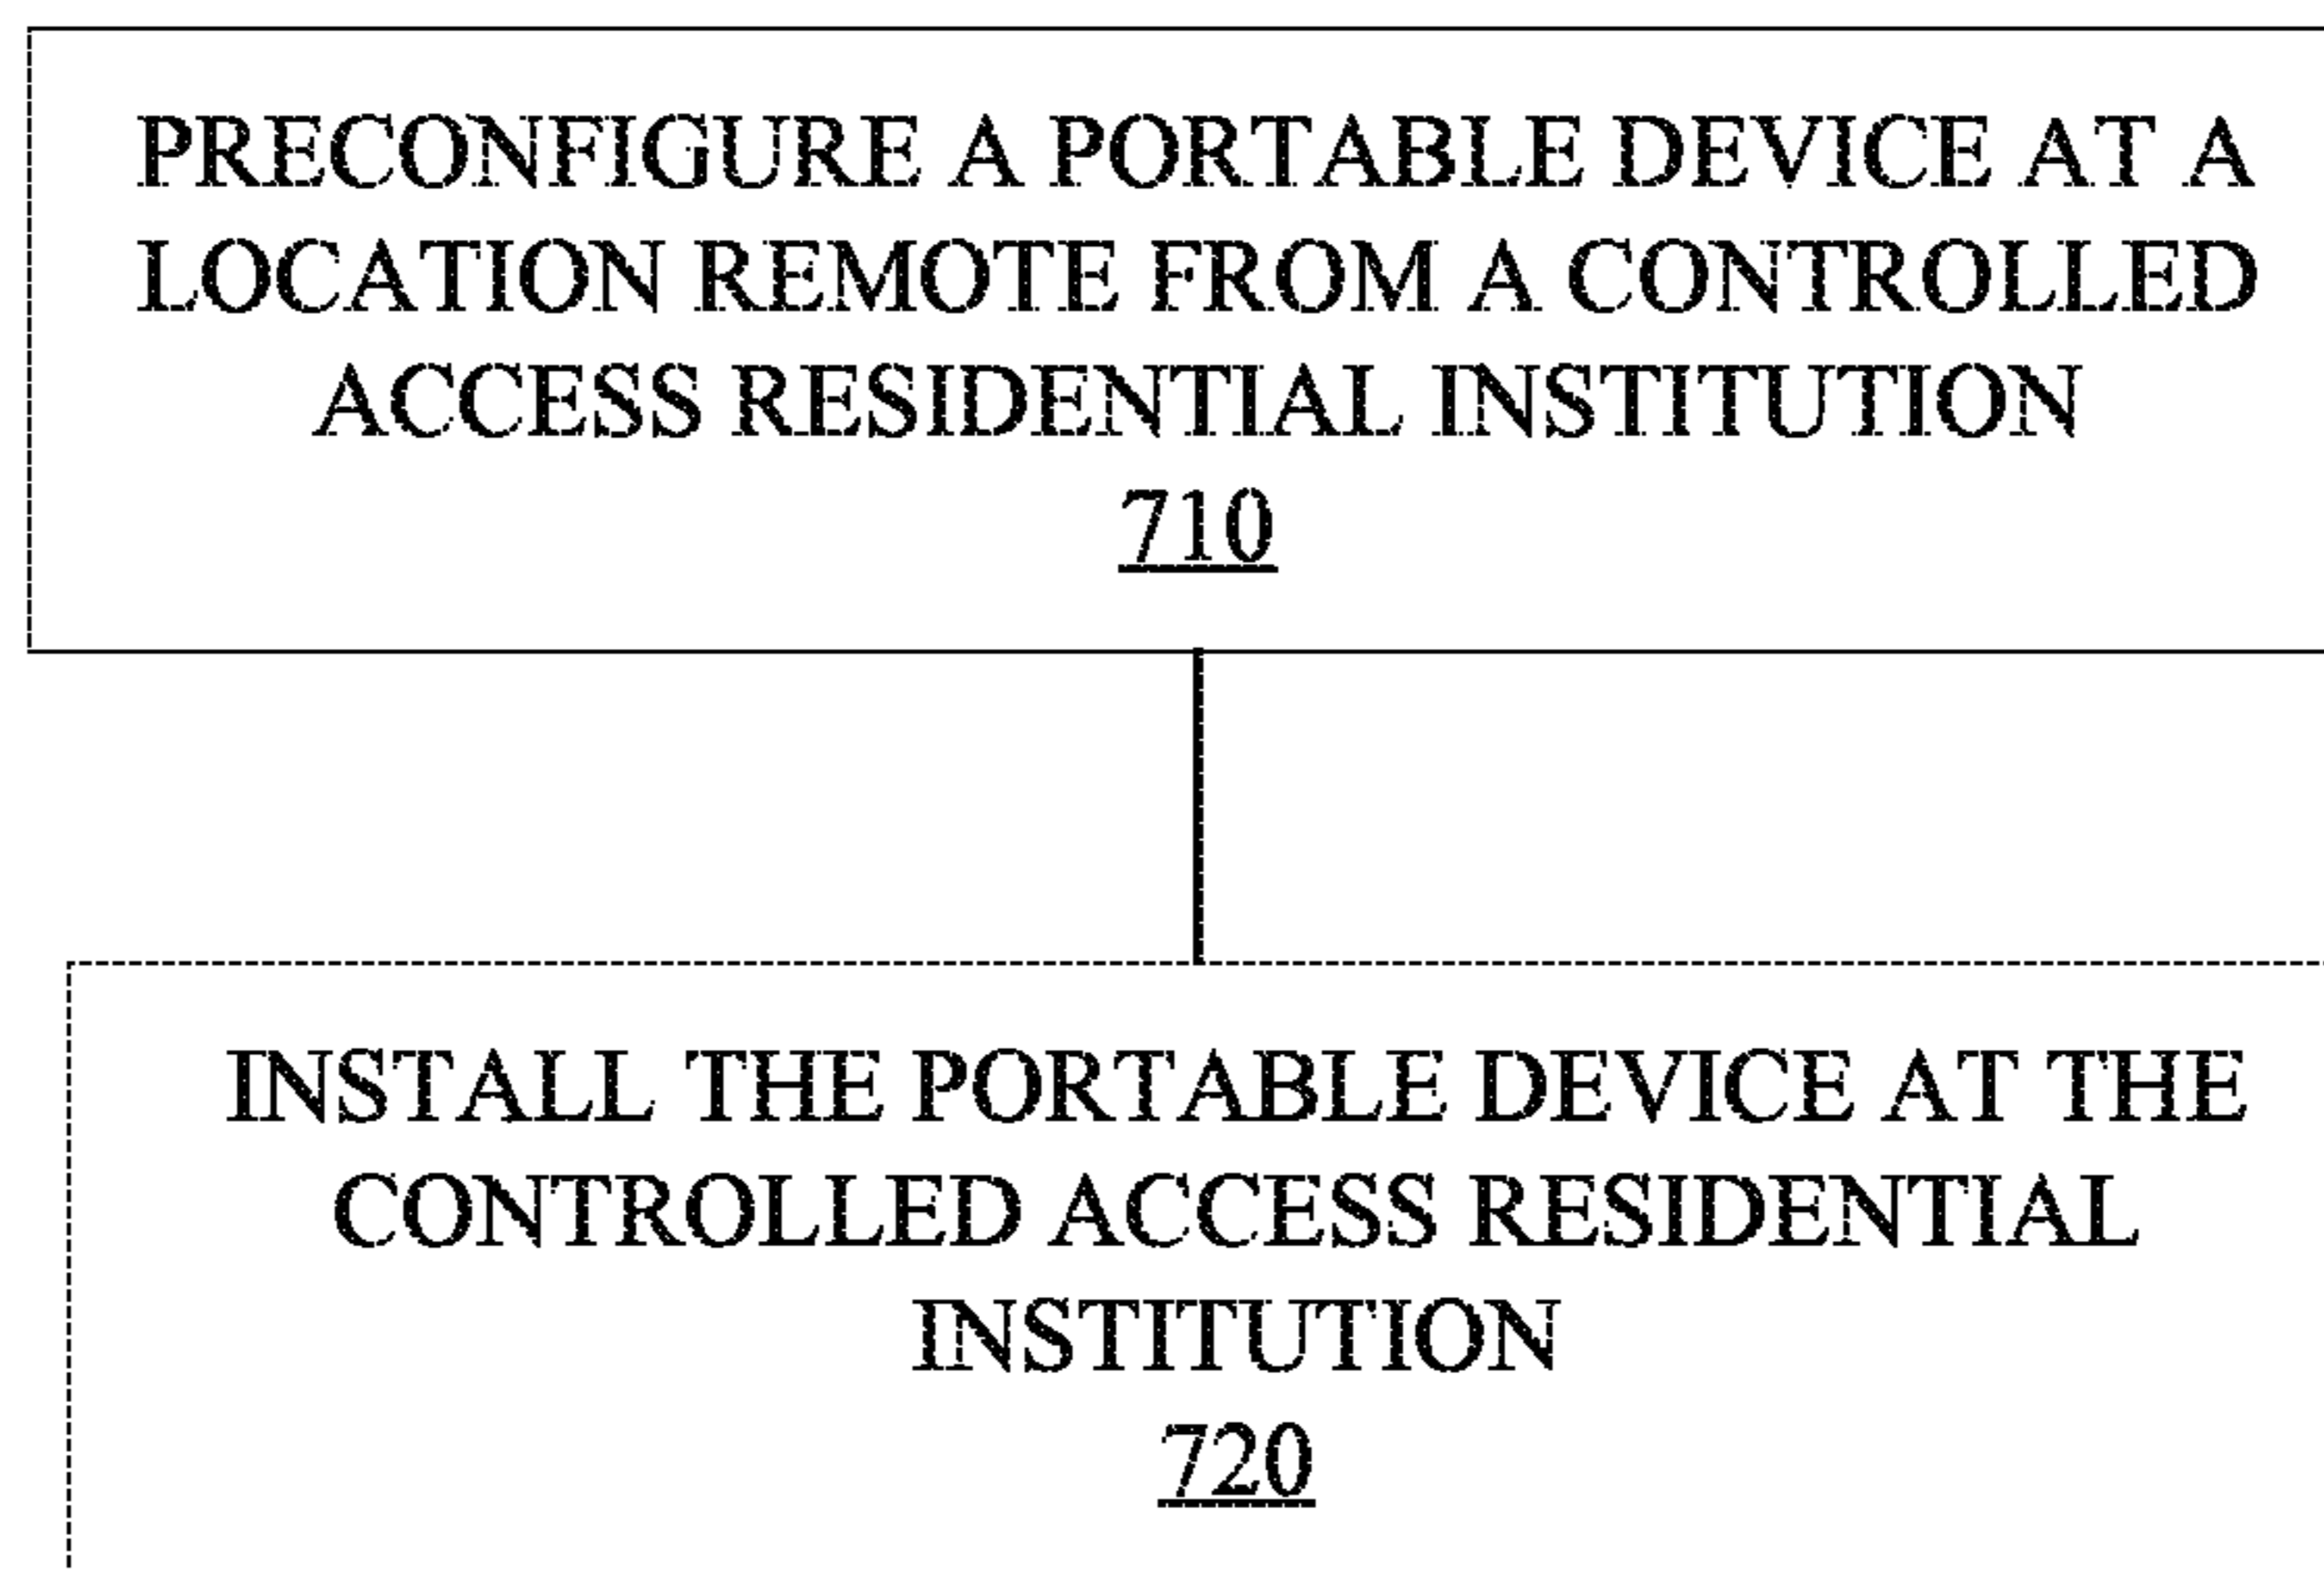 PRECONFIGURE A PORTABLE DEVICE AT A
LOCATION REMOTE FROM A CONTROLLED
ACCESS RESIDENTIAL INSTITUTION
710
INSTALL THE PORTABLE DEVICE AT THE
CONTROLLED ACCESS RESIDENTIAL
INSTITUTION
720